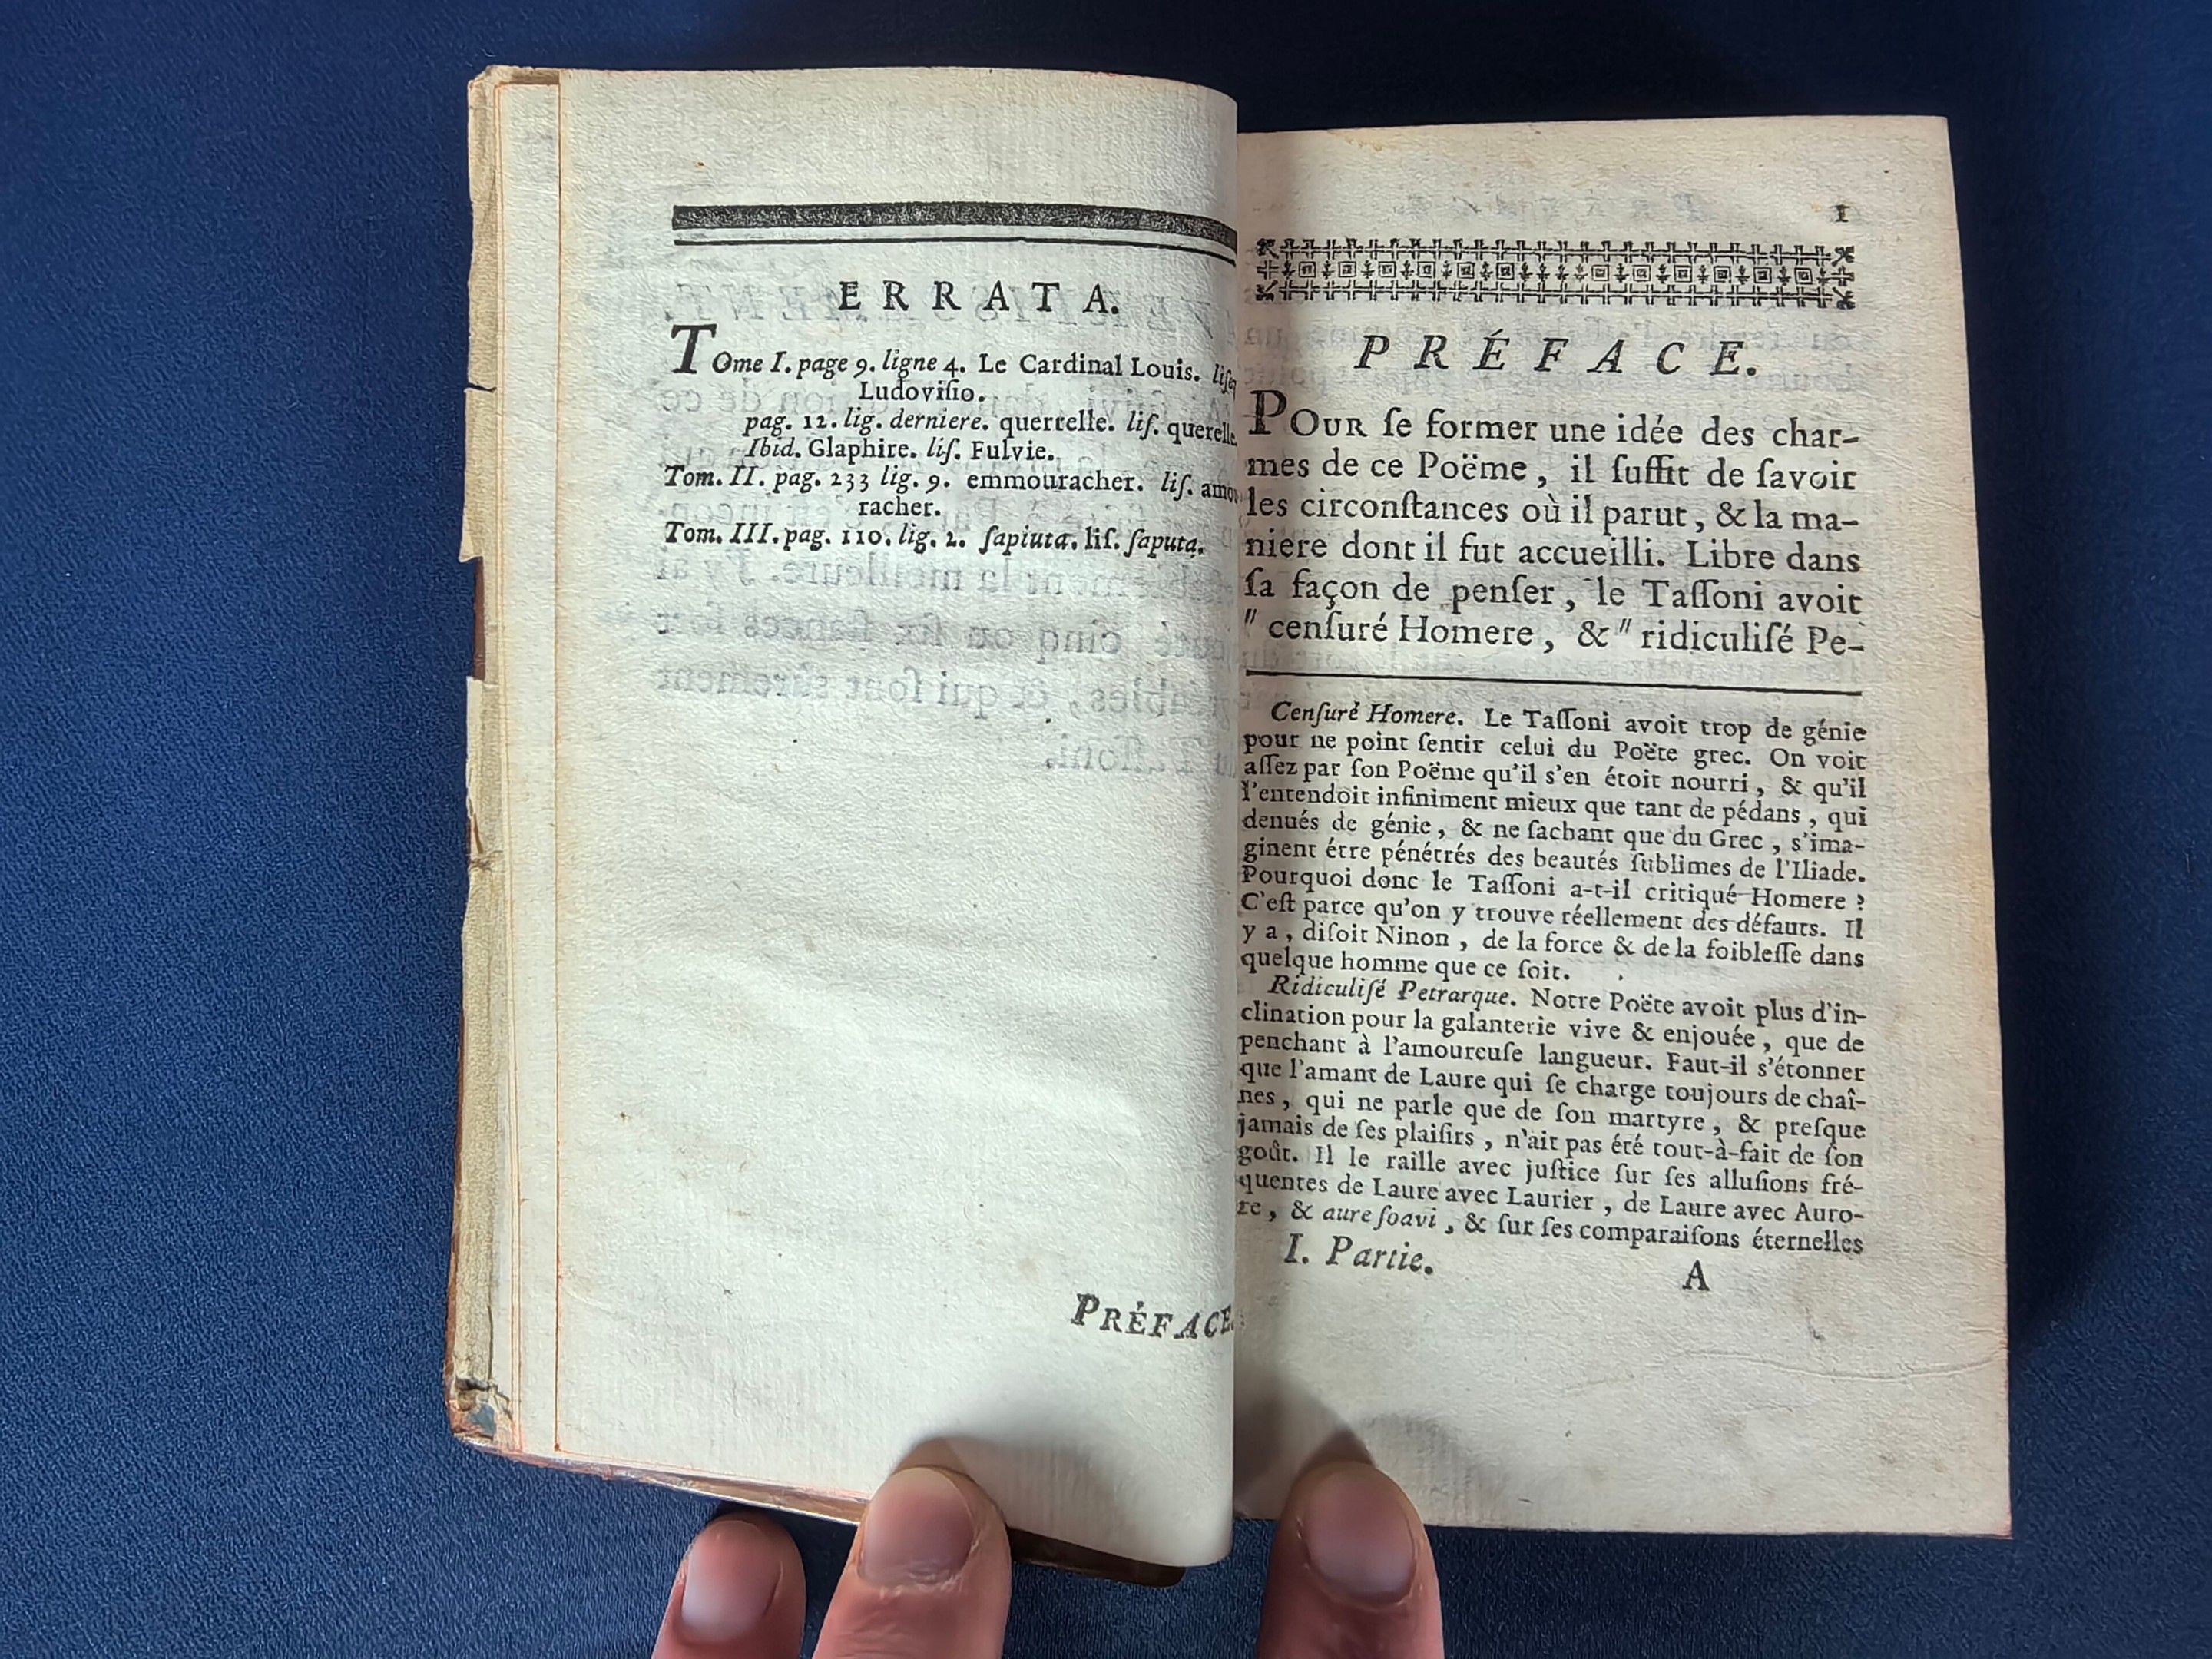 ERRATA.
Tome I. page 9. ligne 4. Le Cardinal Louis. liſez
Ludoviſio.
pag. 12. lig. derniere. quercelle. liſ. querelle.
Ibid. Glaphire. liſ. Fulvie.
Tom. II. pag. 233 lig. 9. emmouracher. liſ. amou
racher.
Tom. III. pag. 110. lig. 2. ſapiuta. liſ. ſaputa.
PRÉFACE.
1
PRÉFACE.
POUR ſe former une idée des char-
mes de ce Poëme, il ſuffit de ſavoir
les circonſtances où il parut, & la ma-
niere dont il fut accueilli. Libre dans
ſa façon de penſer, le Taſſoni avoit
" cenſuré Homere, & " ridiculiſé Pe-
Cenſuré Homere. Le Taſſoni avoit trop de génie
pour ne point ſentir celui du Poëte grec. On voit
aſſez par ſon Poëme qu'il s'en étoit nourri, & qu'il
l'entendoit infiniment mieux que tant de pédans, qui
denués de génie, & ne ſachant que du Grec, s'ima-
ginent étre pénétrés des beautés ſublimes de l'Iliade.
Pourquoi donc le Taſſoni a-t-il critiqué Homere ?
C'eſt parce qu'on y trouve réellement des défauts. Il
y a, diſoit Ninon, de la force & de la foibleſſe dans
quelque homme que ce ſoit.
Ridiculiſé Petrarque. Notre Poëte avoit plus d'in-
clination pour la galanterie vive & enjouée, que de
penchant à l'amoureuſe langueur. Faut-il s'étonner
que l'amant de Laure qui ſe charge toujours de chaî-
nes, qui ne parle que de ſon martyre, & preſque
jamais de ſes plaiſirs, n'ait pas été tout-à-fait de ſon
goût. Il le raille avec juſtice ſur ſes alluſions fré-
quentes de Laure avec Laurier, de Laure avec Auro-
re, & aure ſoavi, & ſur ſes comparaiſons éternelles
I. Partie.
A